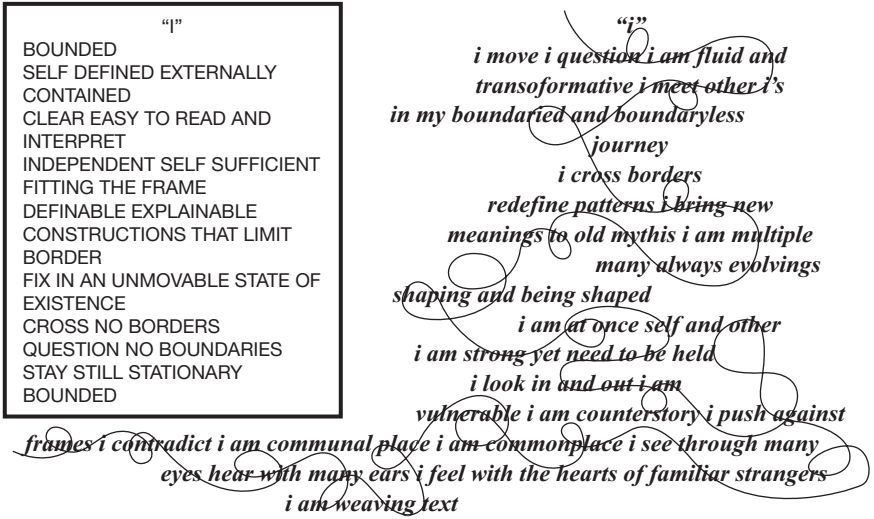 “I”
BOUNDED
SELF DEFINED EXTERNALLY
CONTAINED
CLEAR EASY TO READ AND
INTERPRET
INDEPENDENT SELF SUFFICIENT
FITTING THE FRAME
DEFINABLE EXPLAINABLE
CONSTRUCTIONS THAT LIMIT
BORDER
FIX IN AN UNMOVABLE STATE OF
EXISTENCE
CROSS NO BORDERS
QUESTION NO BOUNDARIES
STAY STILL STATIONARY
BOUNDED
“i”
i move i question i am fluid and
transoformative i meet other i’s
in my boundaried and boundaryless
journey
i cross borders
redefine patterns i bring new
meanings to old mythis i am multiple
many always evolvings
shaping and being shaped
i am at once self and other
i am strong yet need to be held
i look in and out i am
vulnerable i am counterstory i push against
frames i contradict i am communal place i am commonplace i see through many
eyes hear with many ears i feel with the hearts of familiar strangers
i am weaving text